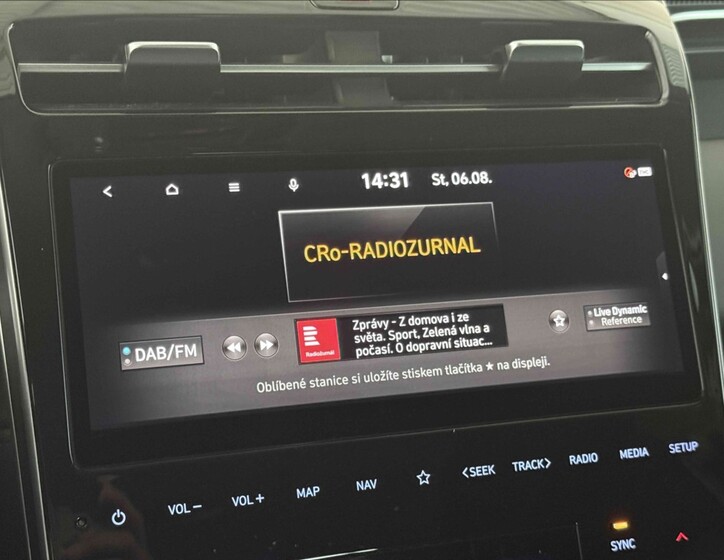 14:31 St, 06.08.
CRo-RADIOZURNAL
DAB/FM
Radiožurnál
Zprávy - Z domova i ze
světa. Sport, Zelená vlna a
počasí. O dopravní situac...
Live Dynamic
Reference
Oblíbené stanice si uložíte stiskem tlačítka ★ na displeji.
VOL− VOL+ MAP NAV <SEEK TRACK> RADIO MEDIA SETUP
SYNC